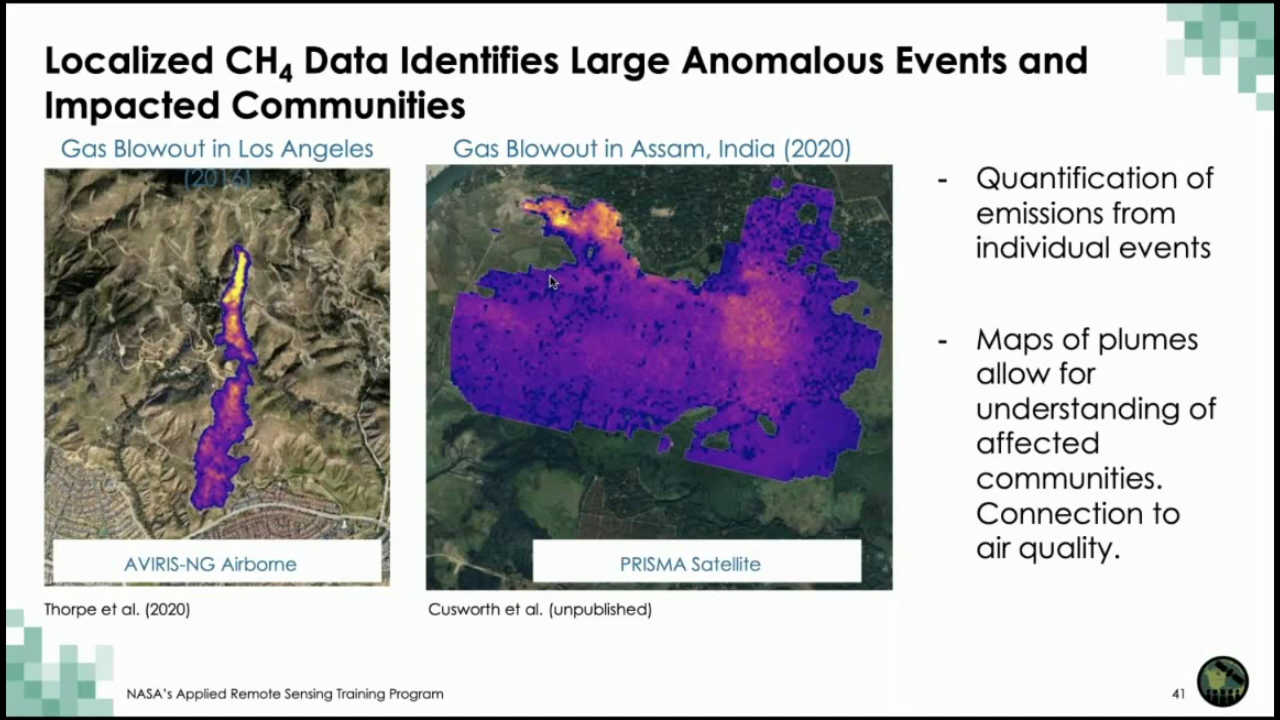 Localized CH₄ Data Identifies Large Anomalous Events and
Impacted Communities
Gas Blowout in Los Angeles
(2016)
Gas Blowout in Assam, India (2020)
AVIRIS-NG Airborne
PRISMA Satellite
Thorpe et al. (2020)
Cusworth et al. (unpublished)
- Quantification of
emissions from
individual events
- Maps of plumes
allow for
understanding of
affected
communities.
Connection to
air quality.
NASA's Applied Remote Sensing Training Program
41